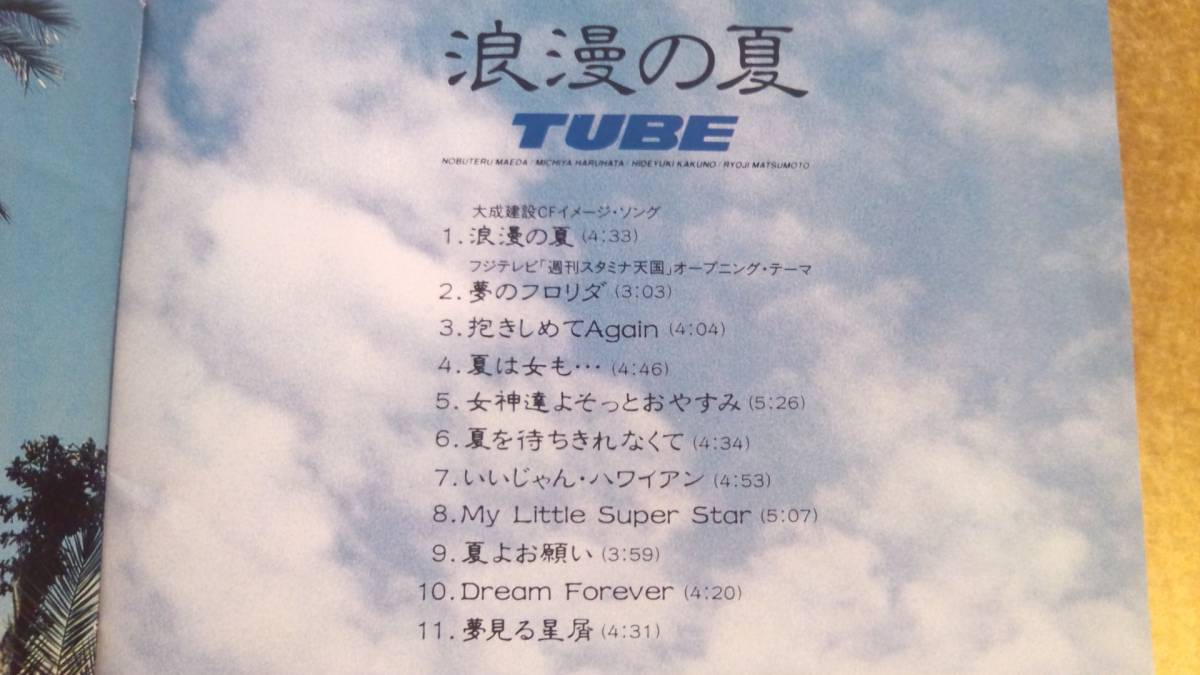 浪漫の夏
TUBE
NOBUTERU MAEDA / MICHIYA HARUHATA / HIDEYUKI KAKUNO / RYOJI MATSUMOTO
大成建設CFイメージ・ソング
1.浪漫の夏 (4:33)
フジテレビ「週刊スタミナ天国」オープニング・テーマ
2.夢のフロリダ (3:03)
3.抱きしめてAgain (4:04)
4.夏は女も… (4:46)
5.女神達よそっとおやすみ (5:26)
6.夏を待ちきれなくて (4:34)
7.いいじゃん・ハワイアン (4:53)
8.My Little Super Star (5:07)
9.夏よお願い (3:59)
10.Dream Forever (4:20)
11.夢見る星屑 (4:31)